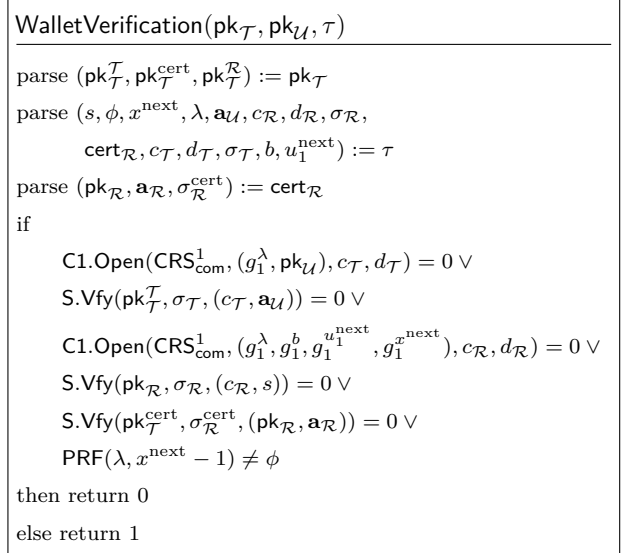 WalletVerification(pk_𝒯, pk_𝒰, τ)
parse (pk_𝒯^𝒯, pk_𝒯^cert, pk_𝒯^ℛ) := pk_𝒯
parse (s, ϕ, x^next, λ, a_𝒰, c_ℛ, d_ℛ, σ_ℛ,
cert_ℛ, c_𝒯, d_𝒯, σ_𝒯, b, u_1^next) := τ
parse (pk_ℛ, a_ℛ, σ_ℛ^cert) := cert_ℛ
if
C1.Open(CRS_com^1, (g_1^λ, pk_𝒰), c_𝒯, d_𝒯) = 0 ∨
S.Vfy(pk_𝒯^𝒯, σ_𝒯, (c_𝒯, a_𝒰)) = 0 ∨
C1.Open(CRS_com^1, (g_1^λ, g_1^b, g_1^{u_1^next}, g_1^{x^next}), c_ℛ, d_ℛ) = 0 ∨
S.Vfy(pk_ℛ, σ_ℛ, (c_ℛ, s)) = 0 ∨
S.Vfy(pk_𝒯^cert, σ_ℛ^cert, (pk_ℛ, a_ℛ)) = 0 ∨
PRF(λ, x^next − 1) ≠ ϕ
then return 0
else return 1